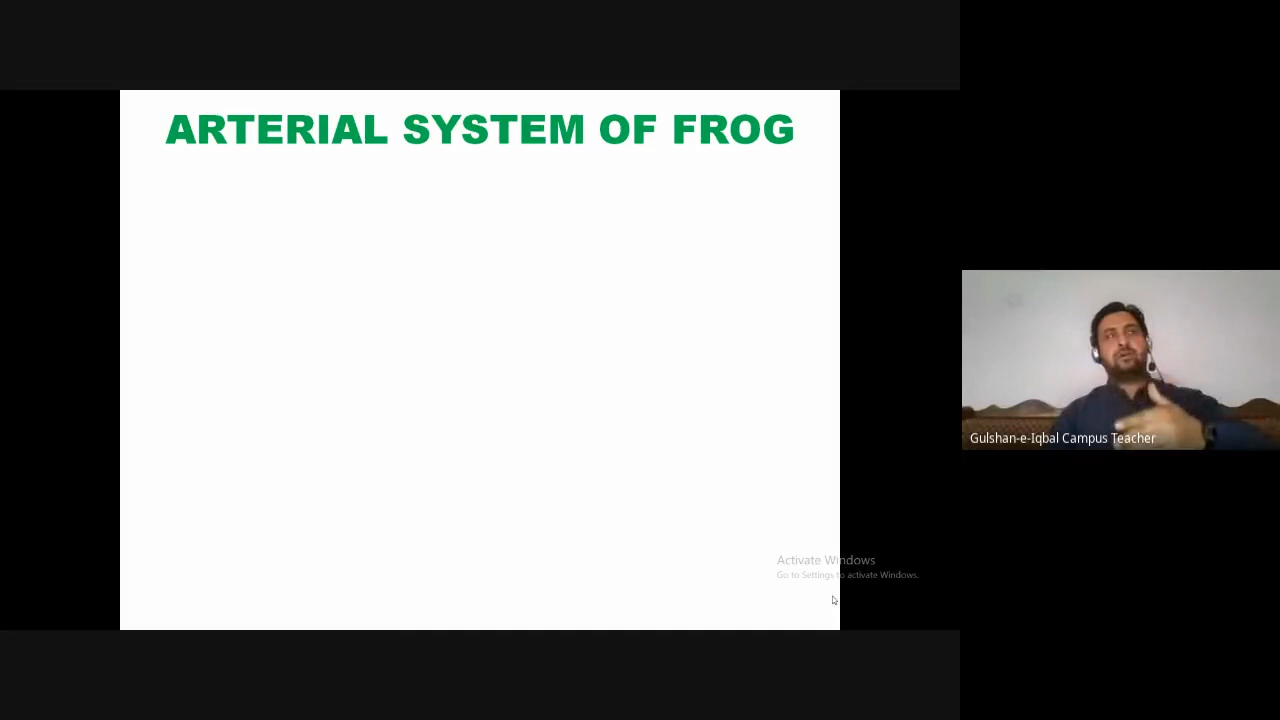 ARTERIAL SYSTEM OF FROG
Gulshan-e-Iqbal Campus Teacher
Activate Windows
Go to Settings to activate Windows.